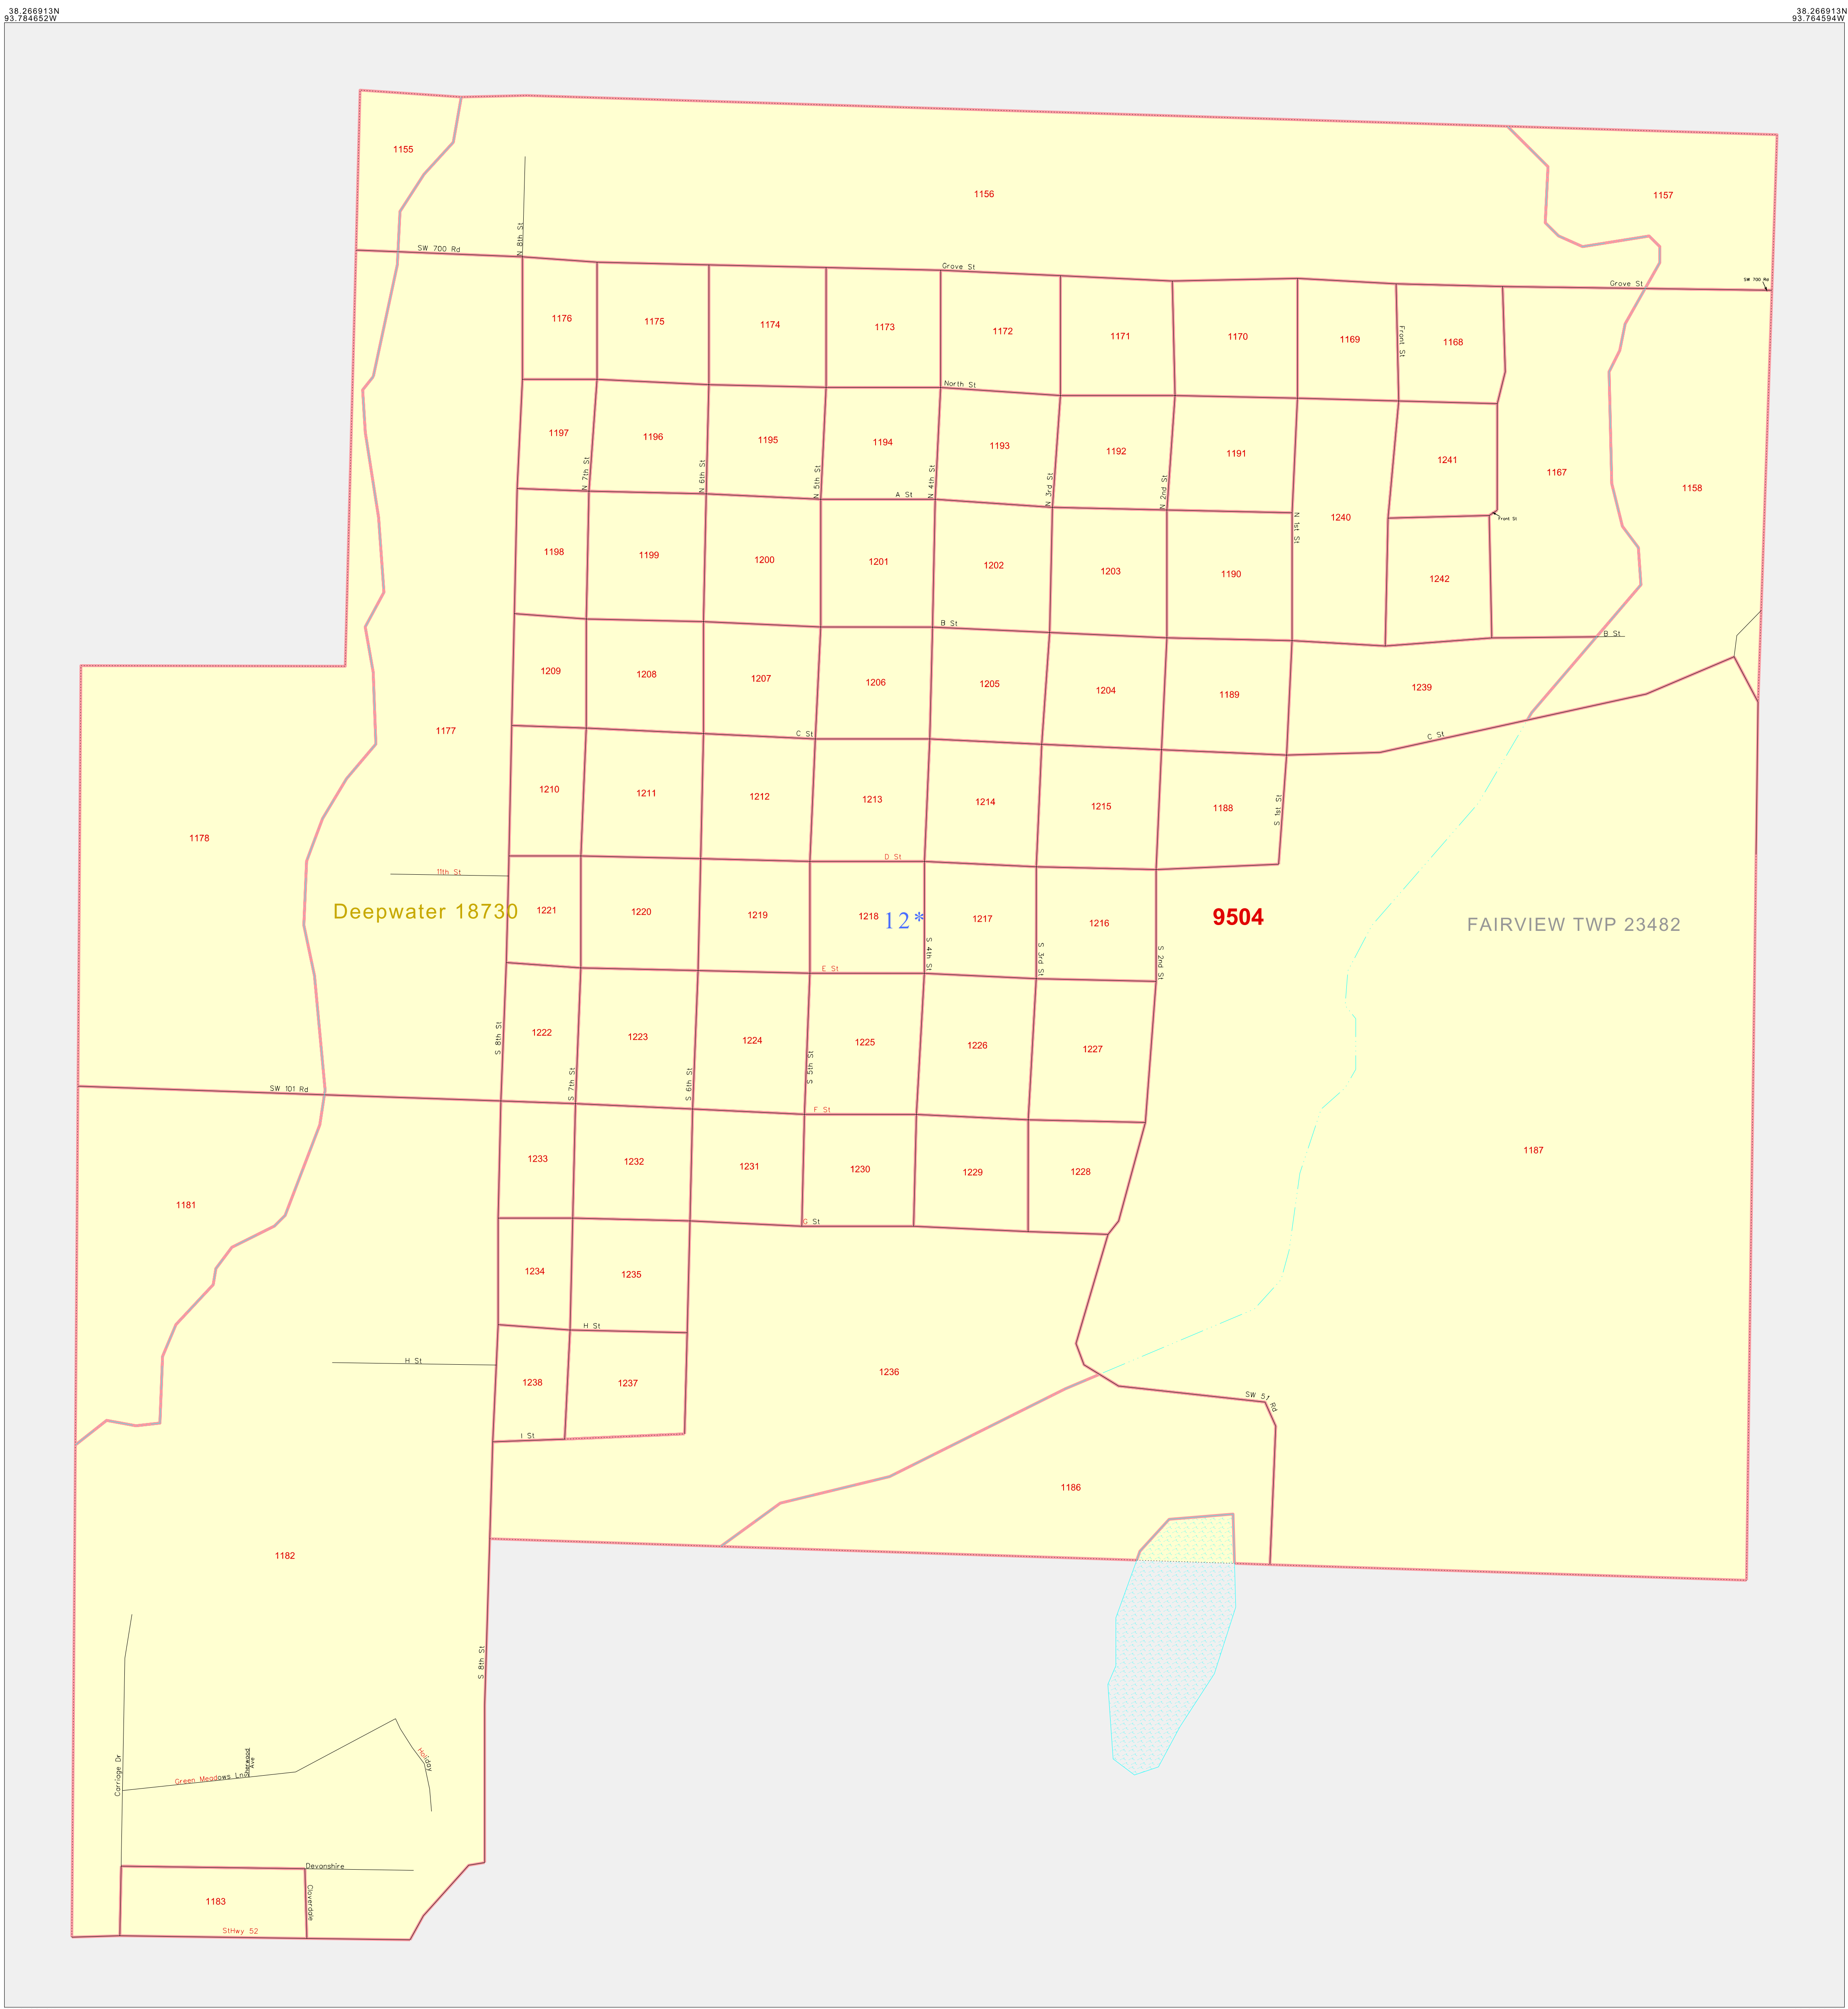 38.266913N
93.784652W
38.266913N
93.764594W
1155
1156
1157
N 8th St
SW 700 Rd
Grove St
SW 700 Rd
Grove St
1176
1175
1174
1173
1172
1171
1170
1169
Front St
1168
North St
1197
1196
1195
1194
1193
1192
1191
1241
1167
1158
N 7th St
N 6th St
N 5th St
N 4th St
N 3rd St
N 2nd St
A St
1240
N 1st St
Front St
1198
1199
1200
1201
1202
1203
1190
1242
B St
B St
1209
1208
1207
1206
1205
1204
1189
1239
1177
C St
C St
1210
1211
1212
1213
1214
1215
1188
S 1st St
1178
D St
11th St
Deepwater 18730
1221
1220
1219
1218
12*
1217
1216
9504
FAIRVIEW TWP 23482
S 4th St
S 3rd St
S 2nd St
E St
S 8th St
1222
1223
1224
1225
1226
1227
S 7th St
S 6th St
S 5th St
SW 101 Rd
F St
1233
1232
1231
1230
1229
1228
1187
1181
G St
1234
1235
H St
H St
1238
1237
1236
SW 51 Rd
I St
1186
1182
S 8th St
Carriage Dr
Green Meadows Ln
Sherwood
Ave
Holiday
Devonshire
1183
Cloverdale
StHwy 52